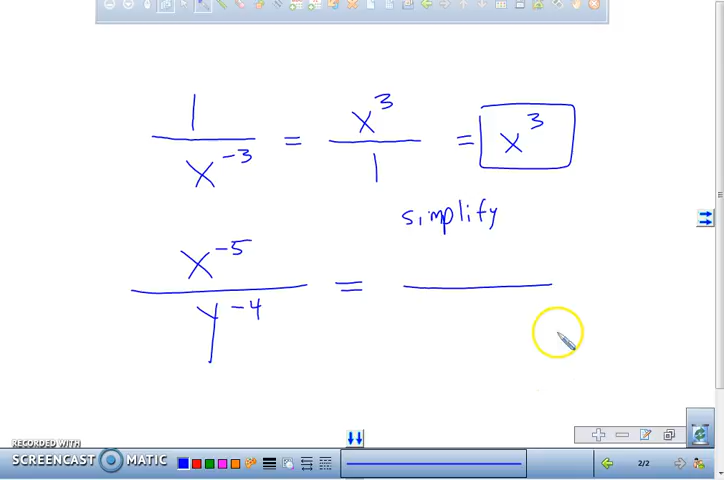 1/x^-3 = x^3/1 = x^3
simplify
x^-5/y^-4 =
RECORDED WITH
SCREENCAST MATIC
2/2